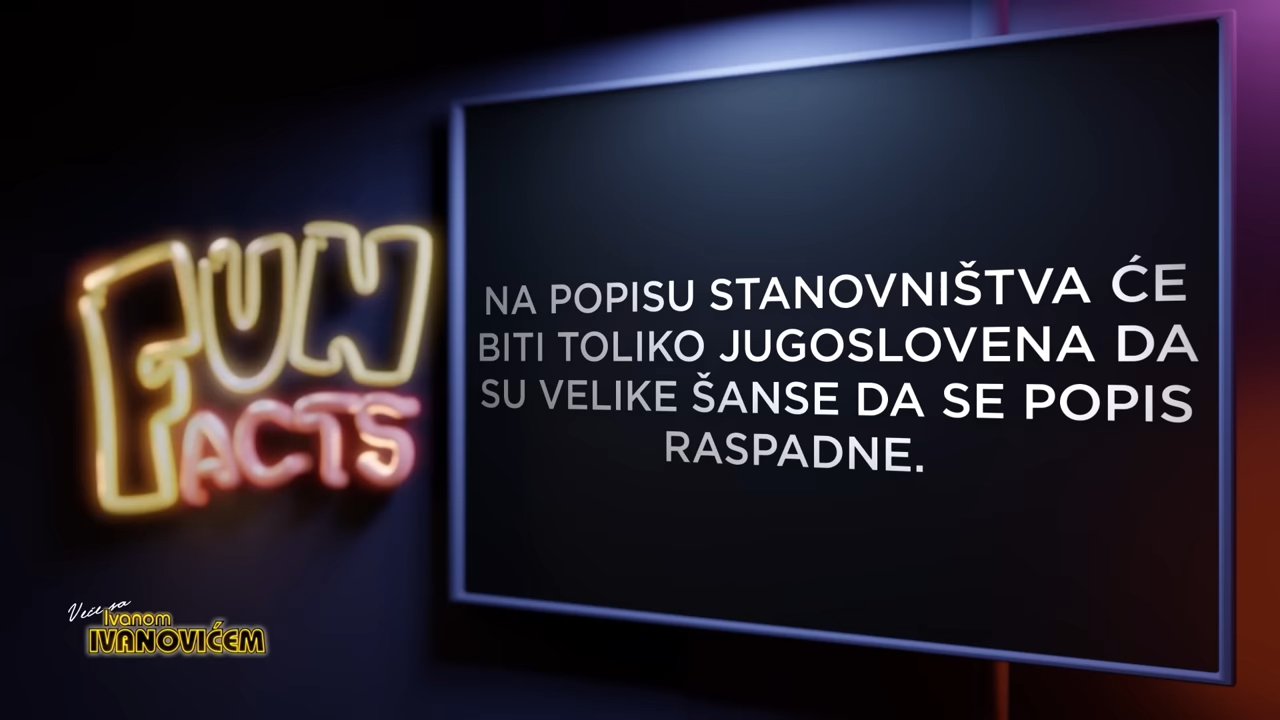 FUN
FACTS
NA POPISU STANOVNIŠTVA ĆE
BITI TOLIKO JUGOSLOVENA DA
SU VELIKE ŠANSE DA SE POPIS
RASPADNE.
Veče sa
Ivanom
IVANOVIĆEM